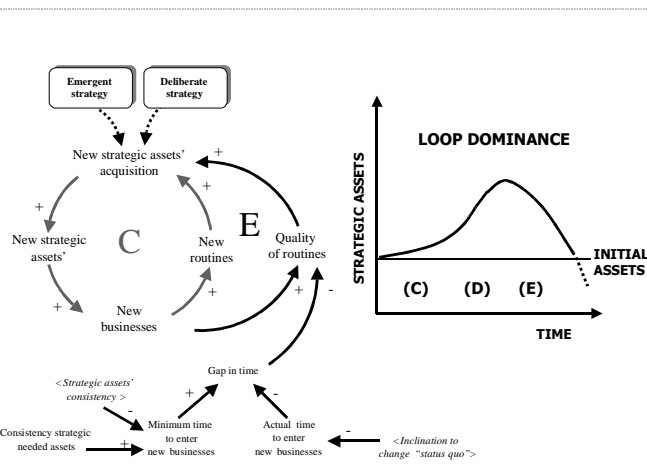 Emergent
strategy
Deliberate
strategy
+
New strategic assets’
acquisition
+
+
New strategic
assets’
C
New
routines
E
Quality
of routines
+
+
+
-
New
businesses
Gap in time
<Strategic assets’
consistency >
-
+
-
Minimum time
to enter
new businesses
Actual time
to enter
new businesses
-
Consistency strategic
needed assets
+
<Inclination to
change “status quo”>
STRATEGIC ASSETS
LOOP DOMINANCE
INITIAL
ASSETS
(C)
(D)
(E)
TIME